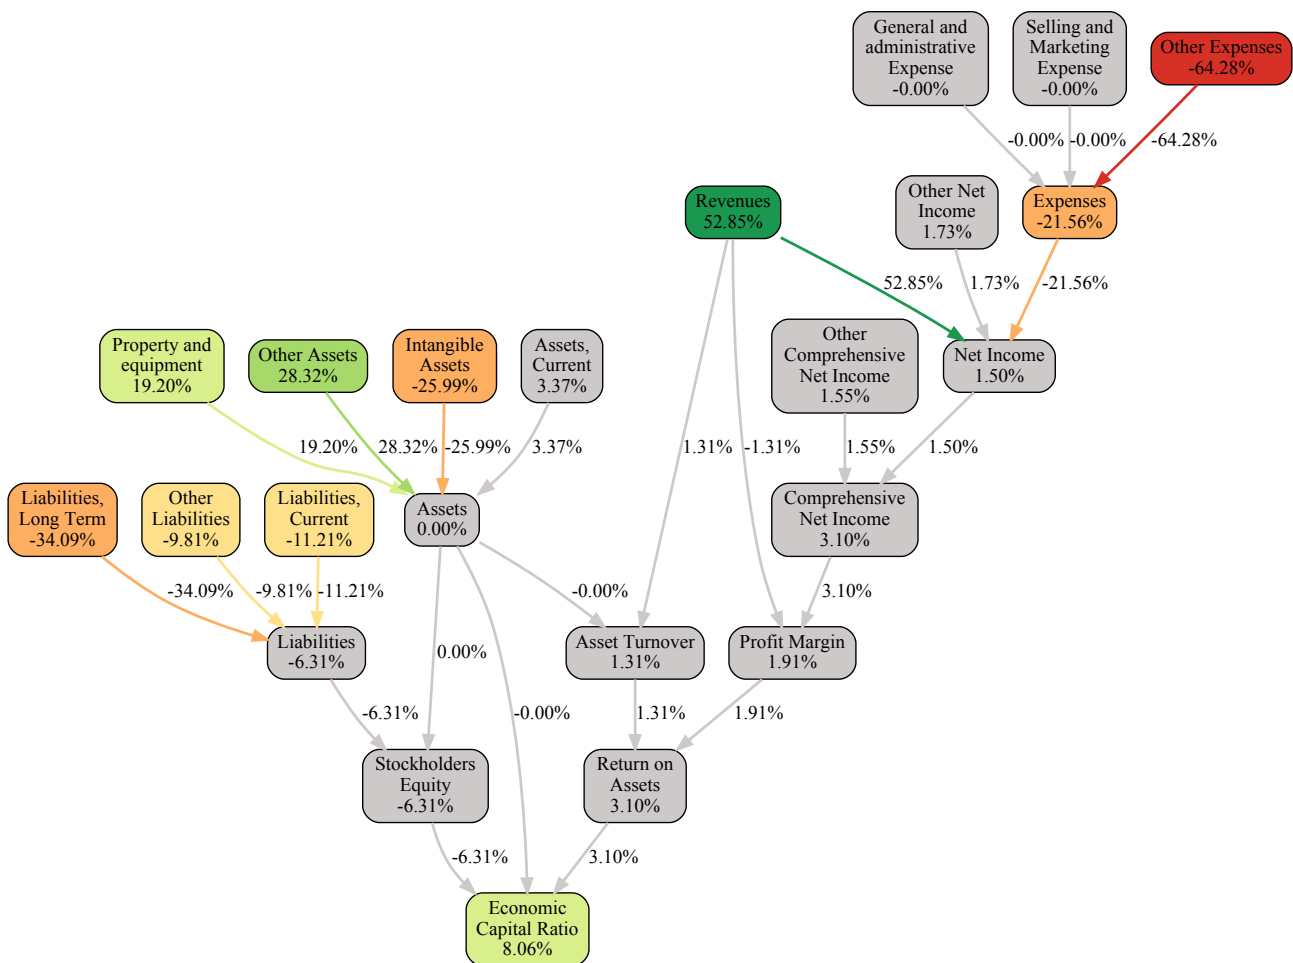 General and
administrative
Expense
-0.00%
Selling and
Marketing
Expense
-0.00%
Other Expenses
-64.28%
-0.00%
-0.00%
-64.28%
Revenues
52.85%
Other Net
Income
1.73%
Expenses
-21.56%
52.85%
1.73%
-21.56%
Property and
equipment
19.20%
Other Assets
28.32%
Intangible
Assets
-25.99%
Assets,
Current
3.37%
Other
Comprehensive
Net Income
1.55%
Net Income
1.50%
19.20%
28.32%
-25.99%
3.37%
1.31%
-1.31%
1.55%
1.50%
Liabilities,
Long Term
-34.09%
Other
Liabilities
-9.81%
Liabilities,
Current
-11.21%
Assets
0.00%
Comprehensive
Net Income
3.10%
-34.09%
-9.81%
-11.21%
-0.00%
3.10%
Liabilities
-6.31%
0.00%
Asset Turnover
1.31%
Profit Margin
1.91%
-6.31%
-0.00%
1.31%
1.91%
Stockholders
Equity
-6.31%
Return on
Assets
3.10%
-6.31%
3.10%
Economic
Capital Ratio
8.06%